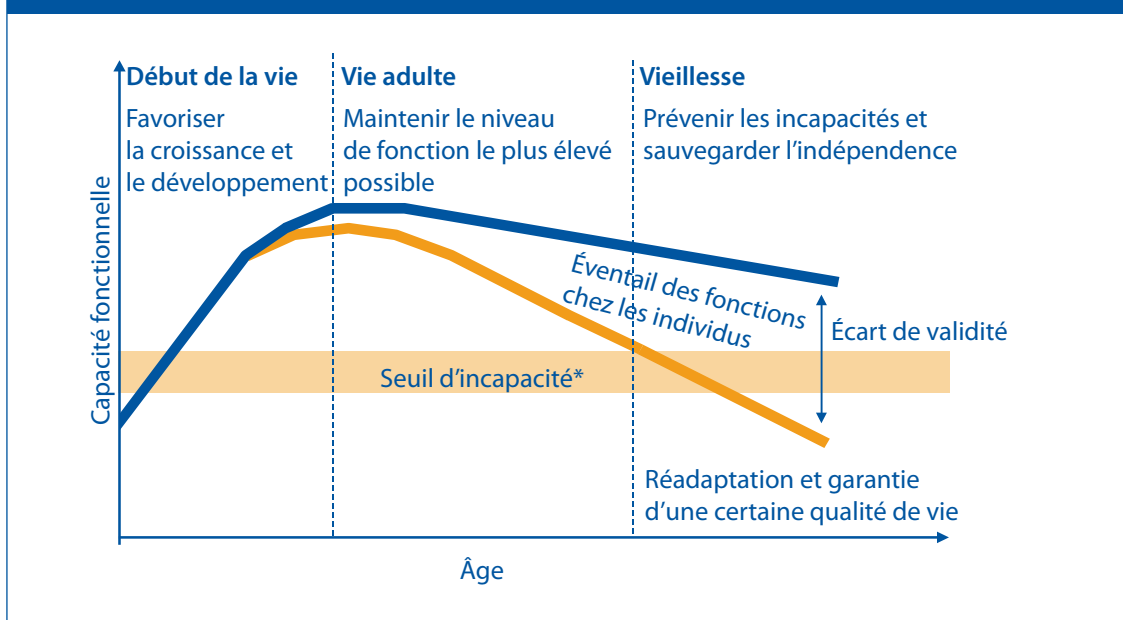 Début de la vie
Favoriser
la croissance et
le développement
Vie adulte
Maintenir le niveau
de fonction le plus élevé
possible
Vieillesse
Prévenir les incapacités et
sauvegarder l'indépendence
Capacité fonctionnelle
Éventail des fonctions
chez les individus
Écart de validité
Seuil d'incapacité*
Réadaptation et garantie
d'une certaine qualité de vie
Âge